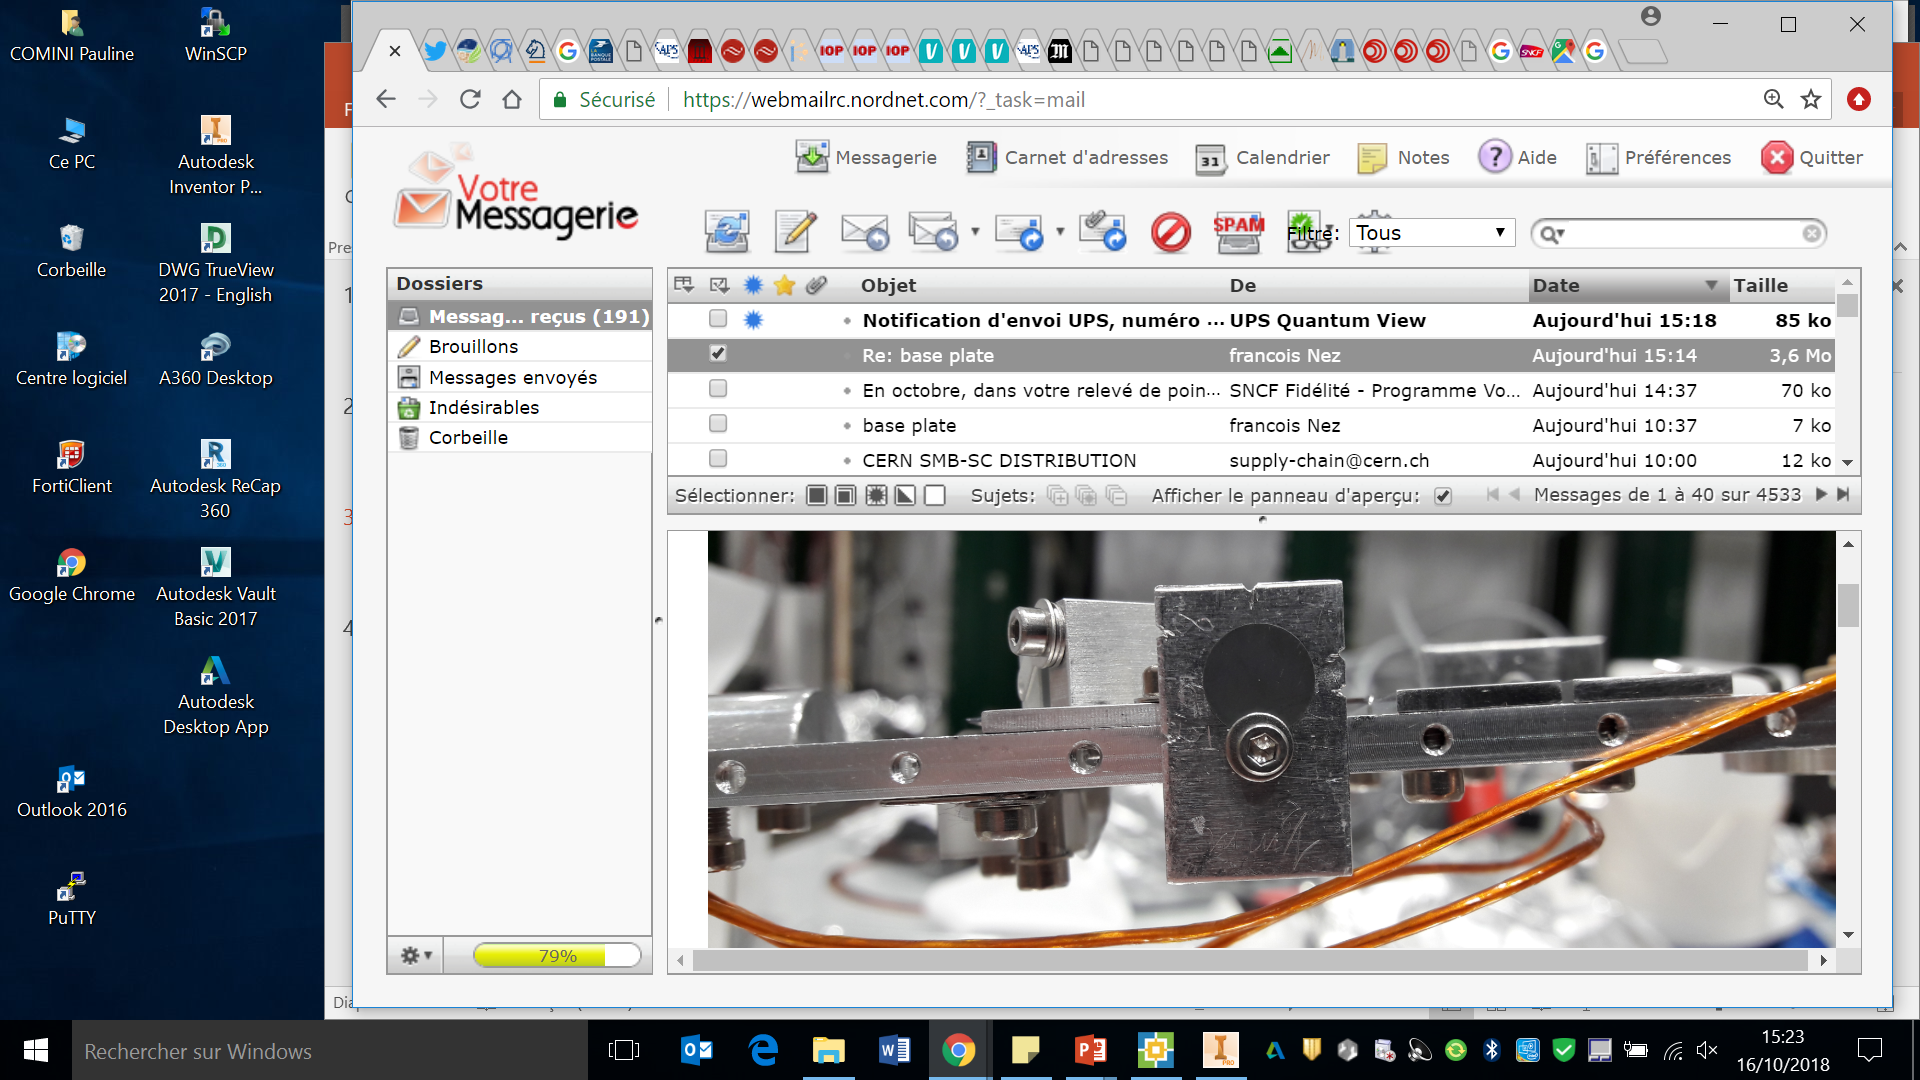 COMINI Pauline
WinSCP
Ce PC
Autodesk
Inventor P...
Corbeille
DWG TrueView
2017 - English
Centre logiciel
A360 Desktop
FortiClient
Autodesk ReCap
360
Google Chrome
Autodesk Vault
Basic 2017
Autodesk
Desktop App
Outlook 2016
PuTTY
IOP IOP IOP
Sécurisé https://webmailrc.nordnet.com/?_task=mail
Messagerie Carnet d'adresses Calendrier Notes Aide Préférences Quitter
Votre
Messagerie
SPAM Filtre: Tous
Dossiers
Messag... reçus (191)
Brouillons
Messages envoyés
Indésirables
Corbeille
79%
Objet De Date Taille
Notification d'envoi UPS, numéro ... UPS Quantum View Aujourd'hui 15:18 85 ko
Re: base plate francois Nez Aujourd'hui 15:14 3,6 Mo
En octobre, dans votre relevé de poin... SNCF Fidélité - Programme Vo... Aujourd'hui 14:37 70 ko
base plate francois Nez Aujourd'hui 10:37 7 ko
CERN SMB-SC DISTRIBUTION supply-chain@cern.ch Aujourd'hui 10:00 12 ko
Sélectionner: Sujets: Afficher le panneau d'aperçu: Messages de 1 à 40 sur 4533
Pre
1
2
3
4
Rechercher sur Windows
15:23
16/10/2018